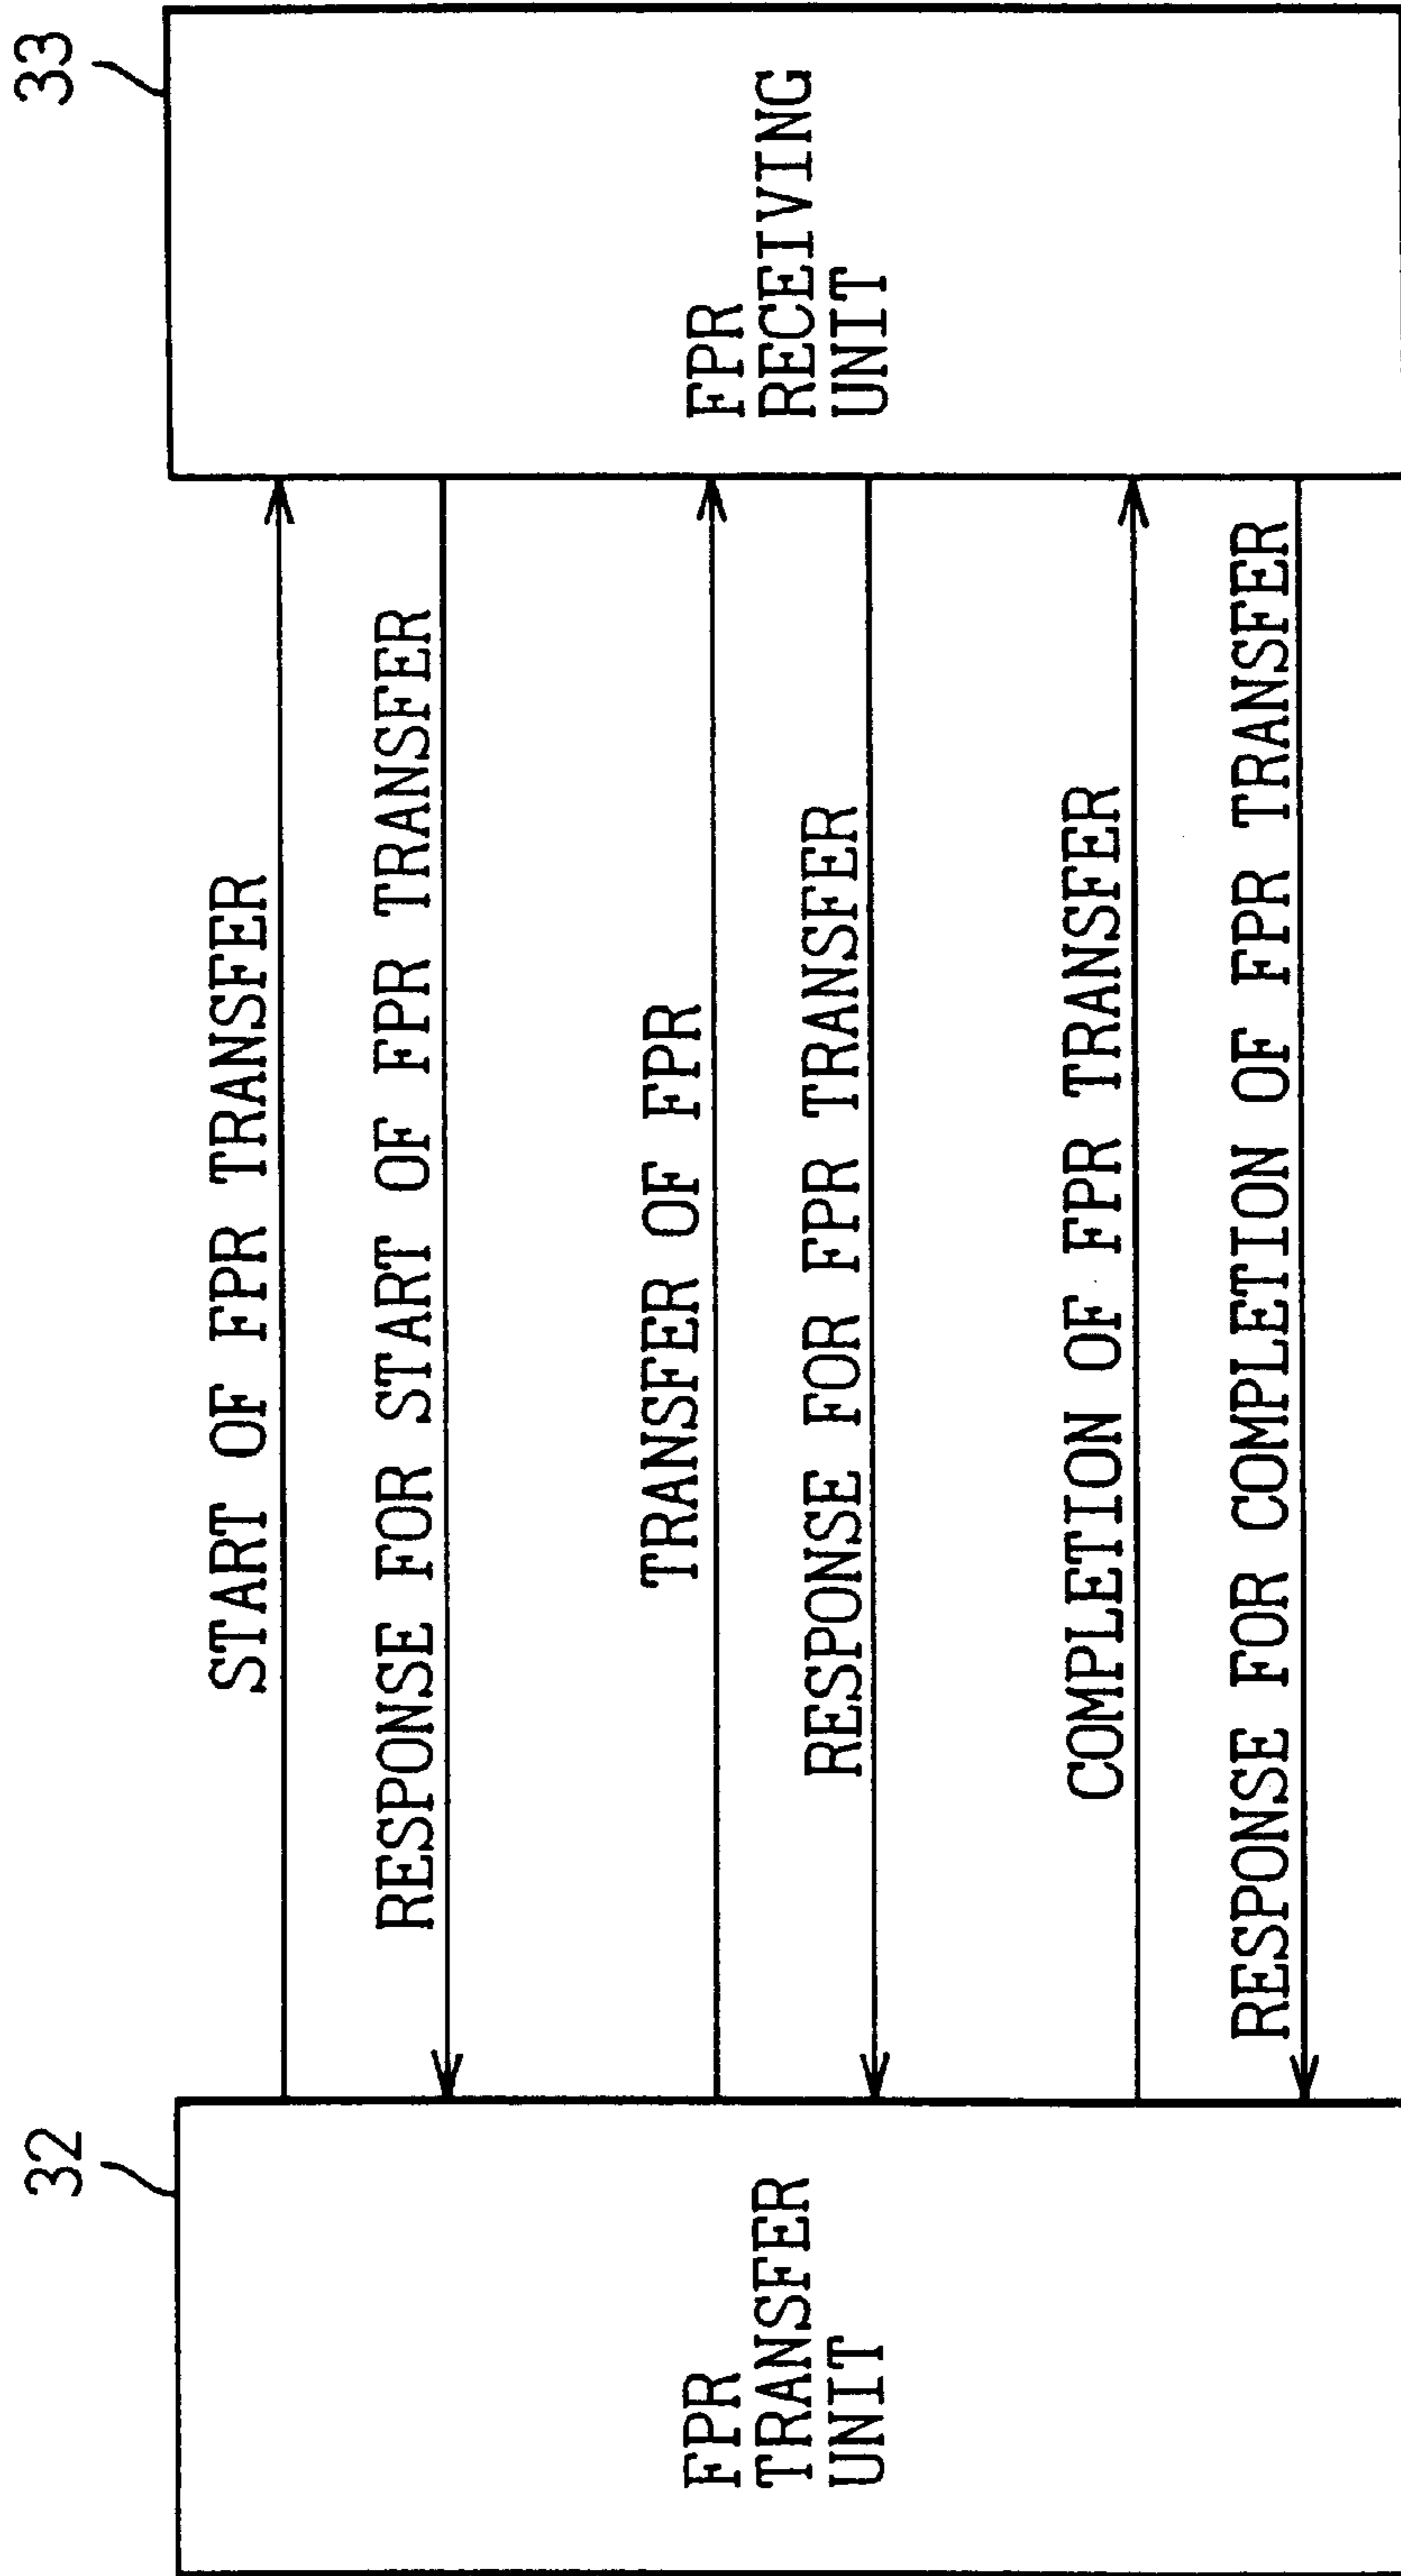 32
FPR
TRANSFER
UNIT
START OF FPR TRANSFER
RESPONSE FOR START OF FPR TRANSFER
TRANSFER OF FPR
RESPONSE FOR FPR TRANSFER
COMPLETION OF FPR TRANSFER
RESPONSE FOR COMPLETION OF FPR TRANSFER
33
FPR
RECEIVING
UNIT